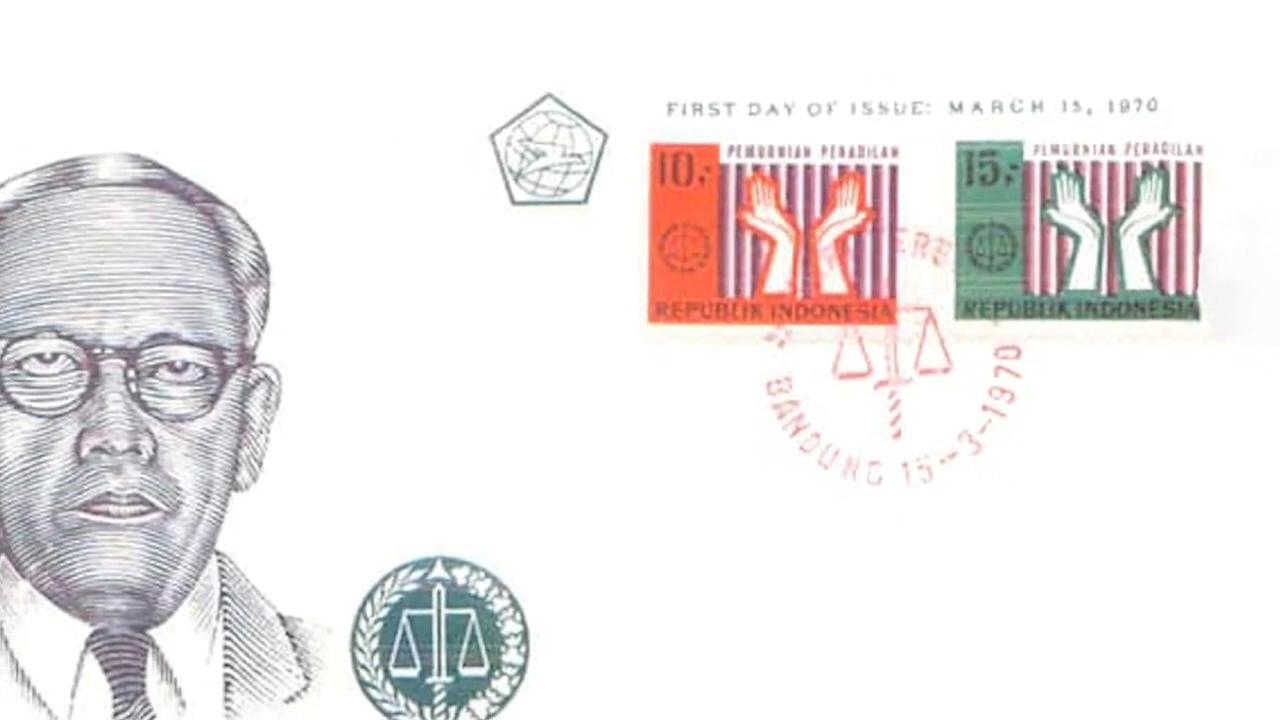 FIRST DAY OF ISSUE: MARCH 15, 1970
10,-
PEMURNIAN PERADILAN
REPUBLIK INDONESIA
15,-
PEMURNIAN PERADILAN
REPUBLIK INDONESIA
BANDUNG 15-3-1970